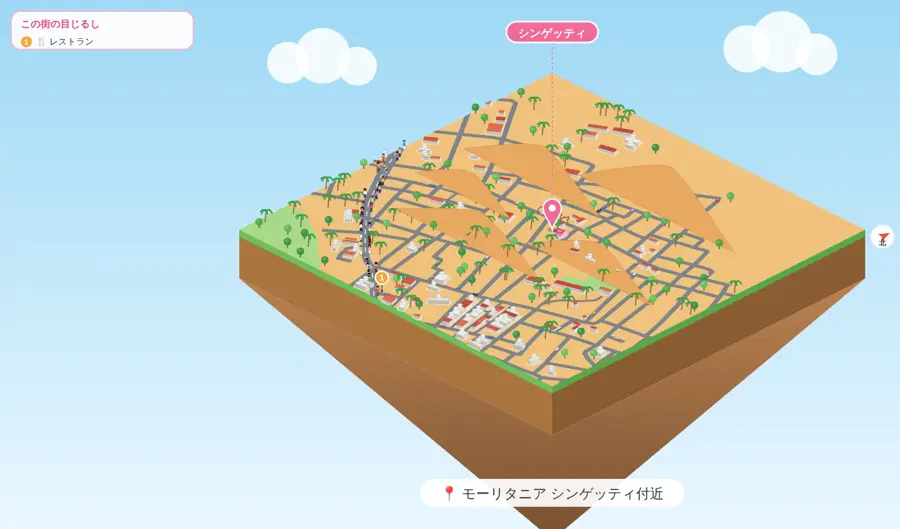 この街の目じるし
1 🍴 レストラン
シンゲッティ
1
北
📍 モーリタニア シンゲッティ付近